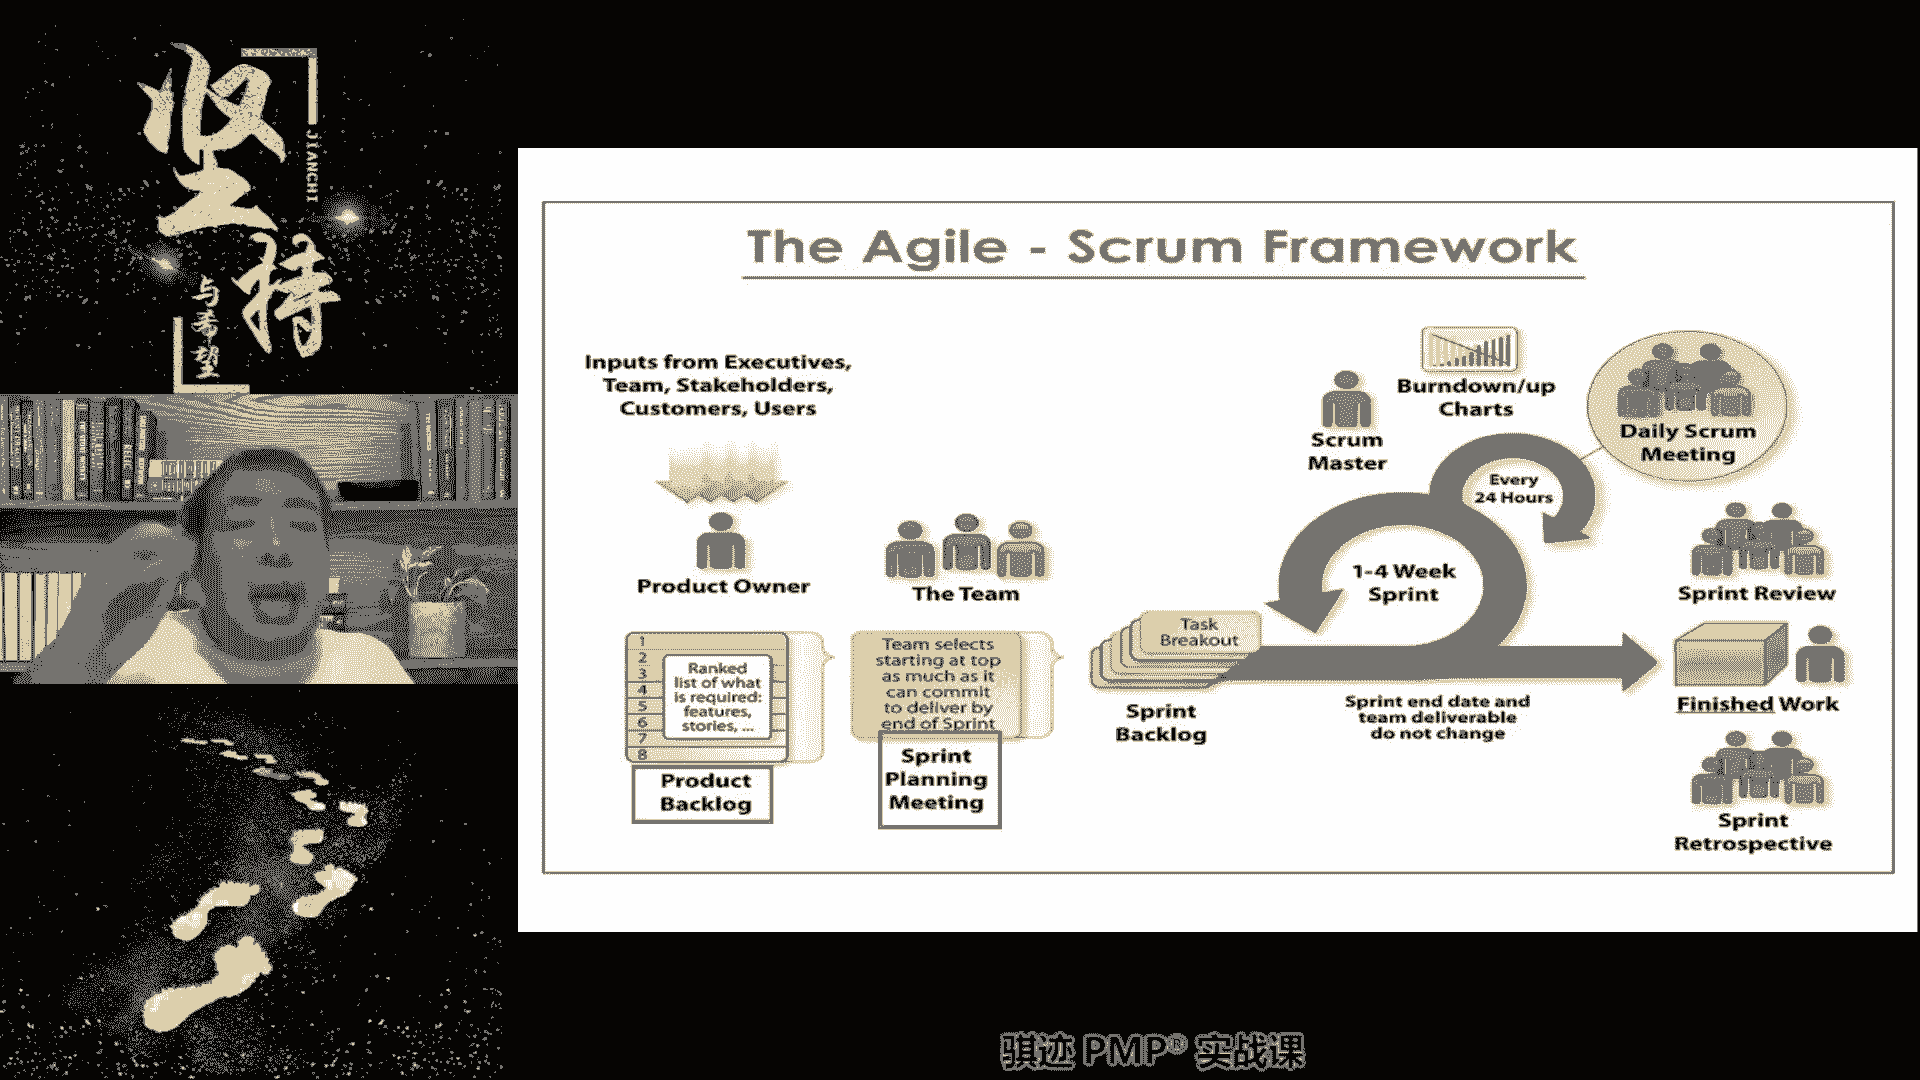 坚持
JIANCHI
与希望
The Agile - Scrum Framework
Inputs from Executives,
Team, Stakeholders,
Customers, Users
Product Owner
The Team
1
2
3
4
5
6
7
8
Ranked
list of what
is required:
features,
stories, ...
Product
Backlog
Team selects
starting at top
as much as it
can commit
to deliver by
end of Sprint
Sprint
Planning
Meeting
Task
Breakout
Sprint
Backlog
Scrum
Master
Burndown/up
Charts
Every
24 Hours
1-4 Week
Sprint
Daily Scrum
Meeting
Sprint end date and
team deliverable
do not change
Sprint Review
Finished Work
Sprint
Retrospective
骐迹 PMP® 实战课